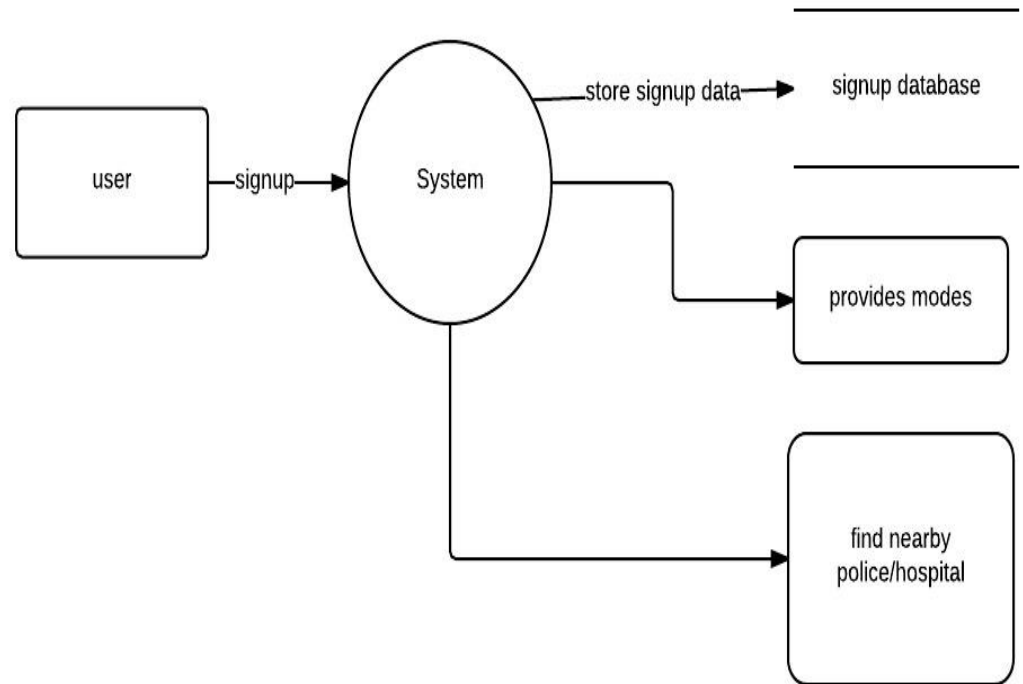 user
signup
System
store signup data
signup database
provides modes
find nearby
police/hospital